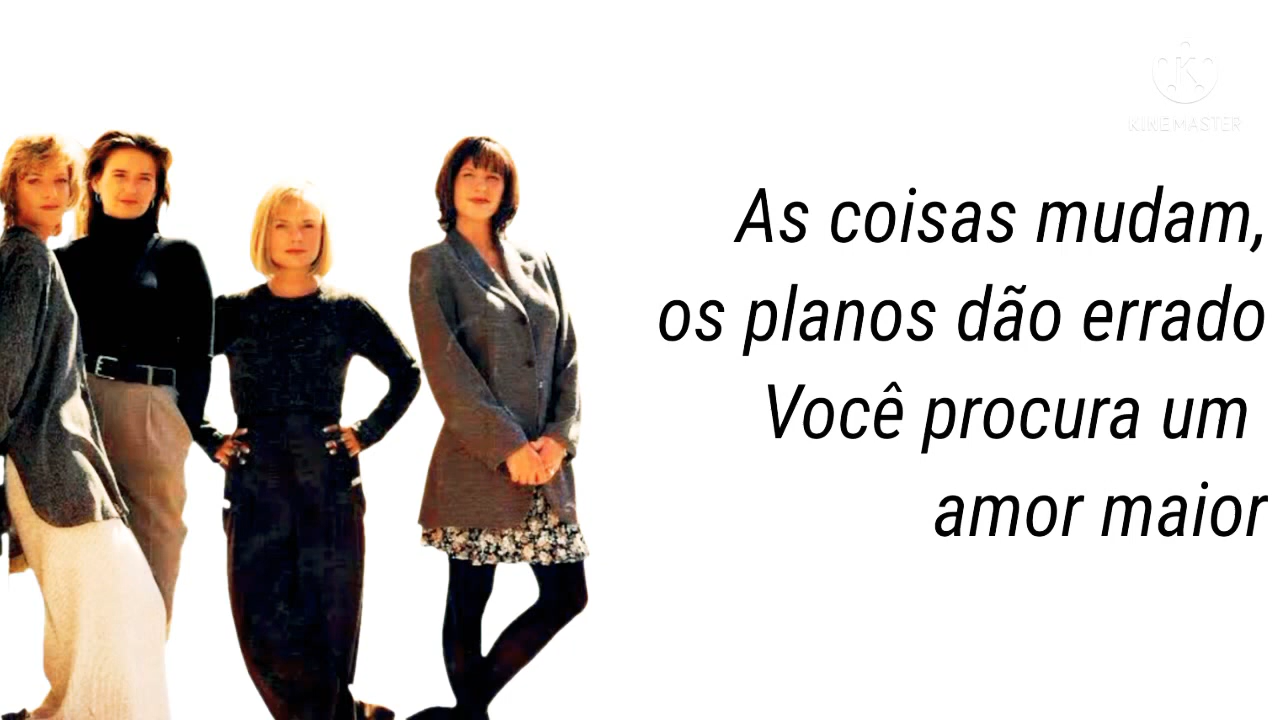 KINEMASTER
As coisas mudam,
os planos dão errado
Você procura um
amor maior